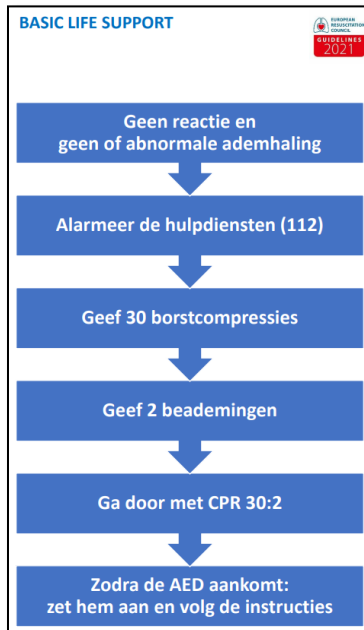 BASIC LIFE SUPPORT
EUROPEAN
RESUSCITATION
COUNCIL
GUIDELINES
2021
Geen reactie en
geen of abnormale ademhaling
Alarmeer de hulpdiensten (112)
Geef 30 borstcompressies
Geef 2 beademingen
Ga door met CPR 30:2
Zodra de AED aankomt:
zet hem aan en volg de instructies